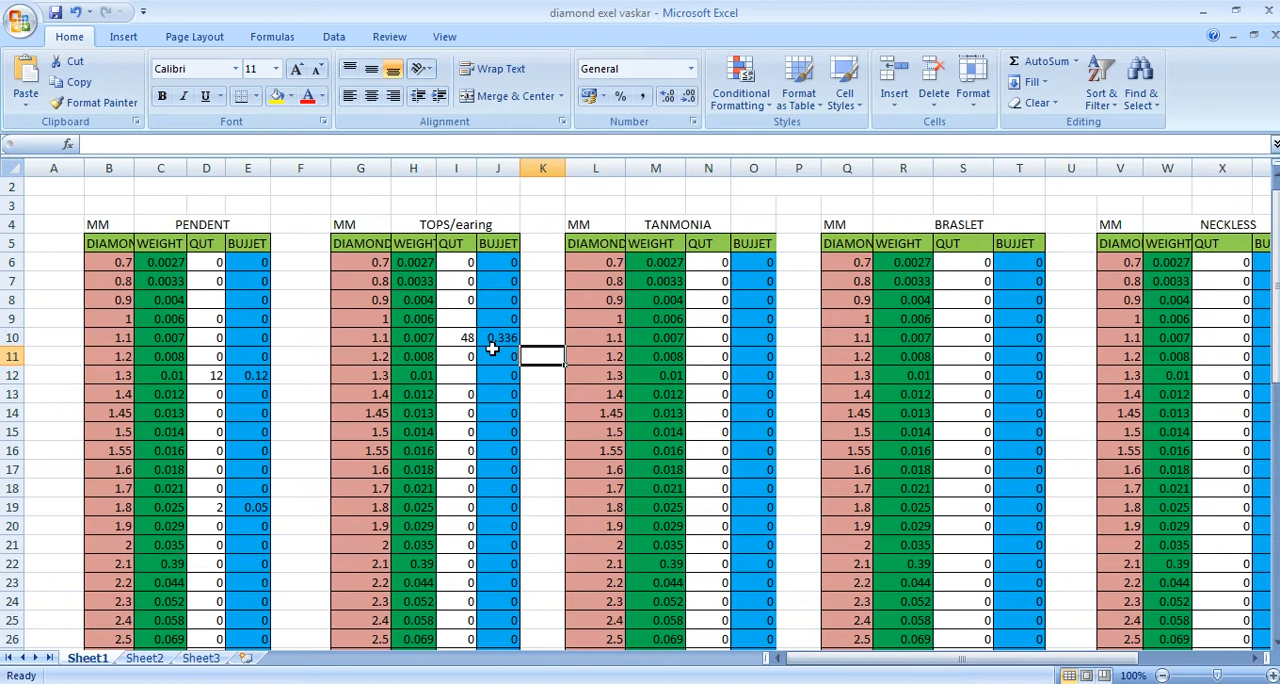 diamond exel vaskar - Microsoft Excel
Home Insert Page Layout Formulas Data Review View
Cut
Copy
Format Painter
Paste
Clipboard
Calibri 11
B I U
Font
Wrap Text
Merge & Center
Alignment
General
% ,
Number
Conditional Formatting
Format as Table
Cell Styles
Styles
Insert Delete Format
Cells
AutoSum
Fill
Clear
Sort & Filter
Find & Select
Editing
fx
A B C D E F G H I J K L M N O P Q R S T U V W X
2
3
4 MM PENDENT MM TOPS/earing MM TANMONIA MM BRASLET MM NECKLESS
5 DIAMON WEIGHT QUT BUJJET DIAMOND WEIGHT QUT BUJJET DIAMOND WEIGHT QUT BUJJET DIAMON WEIGHT QUT BUJJET DIAMO WEIGHT QUT BU
6 0.7 0.0027 0 0 0.7 0.0027 0 0 0.7 0.0027 0 0 0.7 0.0027 0 0 0.7 0.0027 0
7 0.8 0.0033 0 0 0.8 0.0033 0 0 0.8 0.0033 0 0 0.8 0.0033 0 0 0.8 0.0033 0
8 0.9 0.004 0 0.9 0.004 0 0.9 0.004 0 0 0.9 0.004 0 0 0.9 0.004 0
9 1 0.006 0 0 1 0.006 0 1 0.006 0 0 1 0.006 0 0 1 0.006 0
10 1.1 0.007 0 0 1.1 0.007 48 0.336 1.1 0.007 0 0 1.1 0.007 0 0 1.1 0.007 0
11 1.2 0.008 0 0 1.2 0.008 0 0 1.2 0.008 0 0 1.2 0.008 0 0 1.2 0.008 0
12 1.3 0.01 12 0.12 1.3 0.01 0 1.3 0.01 0 0 1.3 0.01 0 0 1.3 0.01 0
13 1.4 0.012 0 0 1.4 0.012 0 0 1.4 0.012 0 0 1.4 0.012 0 0 1.4 0.012 0
14 1.45 0.013 0 0 1.45 0.013 0 0 1.45 0.013 0 0 1.45 0.013 0 0 1.45 0.013 0
15 1.5 0.014 0 0 1.5 0.014 0 0 1.5 0.014 0 0 1.5 0.014 0 0 1.5 0.014 0
16 1.55 0.016 0 0 1.55 0.016 0 0 1.55 0.016 0 0 1.55 0.016 0 0 1.55 0.016 0
17 1.6 0.018 0 0 1.6 0.018 0 0 1.6 0.018 0 0 1.6 0.018 0 0 1.6 0.018 0
18 1.7 0.021 0 0 1.7 0.021 0 0 1.7 0.021 0 0 1.7 0.021 0 0 1.7 0.021 0
19 1.8 0.025 2 0.05 1.8 0.025 0 0 1.8 0.025 0 0 1.8 0.025 0 0 1.8 0.025 0
20 1.9 0.029 0 0 1.9 0.029 0 0 1.9 0.029 0 0 1.9 0.029 0 0 1.9 0.029 0
21 2 0.035 0 0 2 0.035 0 0 2 0.035 0 0 2 0.035 0 0 2 0.035 0
22 2.1 0.39 0 0 2.1 0.39 0 0 2.1 0.39 0 0 2.1 0.39 0 0 2.1 0.39 0
23 2.2 0.044 0 0 2.2 0.044 0 0 2.2 0.044 0 0 2.2 0.044 0 0 2.2 0.044 0
24 2.3 0.052 0 0 2.3 0.052 0 0 2.3 0.052 0 0 2.3 0.052 0 0 2.3 0.052 0
25 2.4 0.058 0 0 2.4 0.058 0 0 2.4 0.058 0 0 2.4 0.058 0 0 2.4 0.058 0
26 2.5 0.069 0 0 2.5 0.069 0 0 2.5 0.069 0 0 2.5 0.069 0 0 2.5 0.069 0
Sheet1 Sheet2 Sheet3
Ready 100%